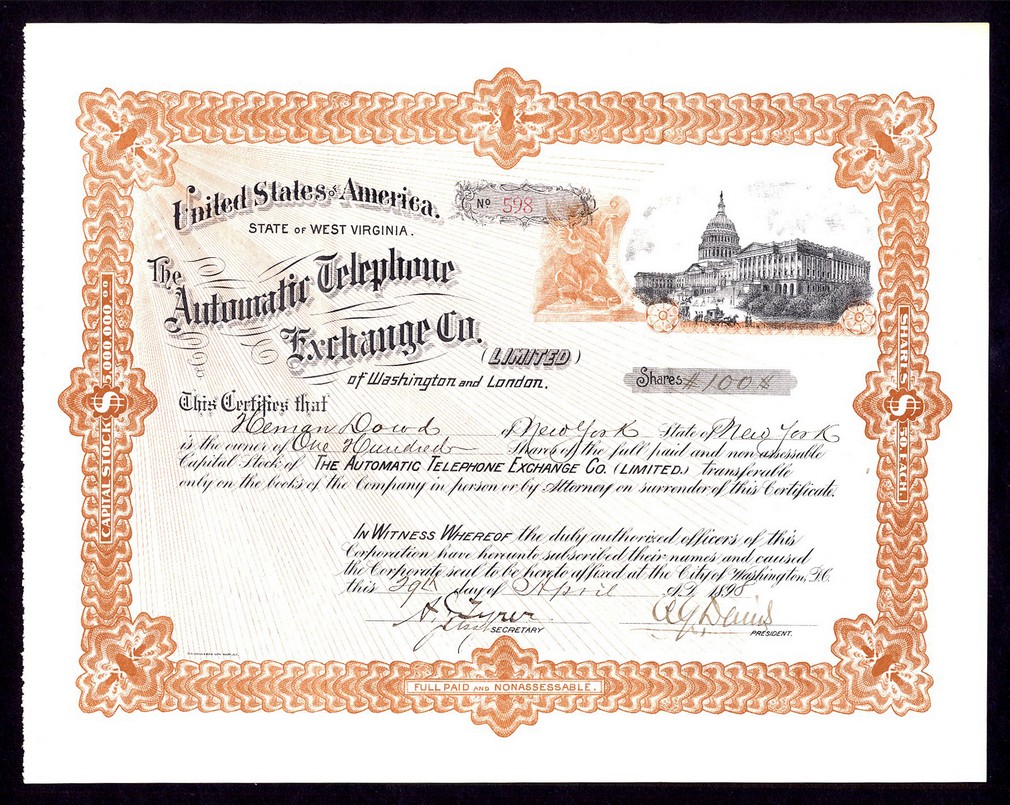 United States of America.
Nº 598
STATE OF WEST VIRGINIA.
The
Automatic Telephone
Exchange Co.
(LIMITED)
of Washington and London.
Shares # 100 #
This Certifies that
Heman Dowd of New York State of New York
is the owner of One Hundred Shares of the full paid and non-assessable
Capital Stock of THE AUTOMATIC TELEPHONE EXCHANGE CO. (LIMITED.) transferable
only on the books of the Company in person or by Attorney on surrender of this Certificate.
IN WITNESS WHEREOF the duly authorized officers of this
Corporation have hereunto subscribed their names and caused
the Corporate seal to be hereto affixed at the City of Washington, D.C.
this 29th day of April A.D. 1898
Asst SECRETARY
PRESIDENT.
CAPITAL STOCK $ 5,000,000.00
SHARES $ 50 EACH.
FULL PAID AND NONASSESSABLE.